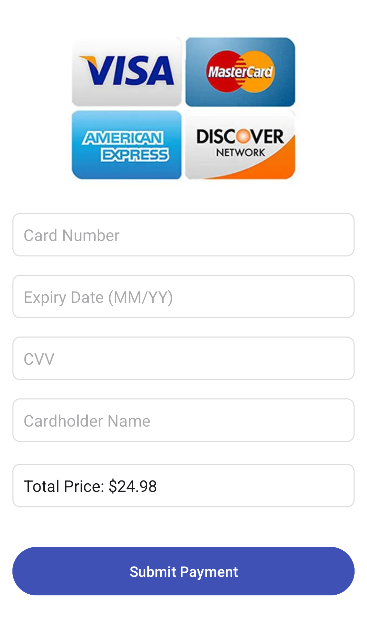 VISA
MasterCard
AMERICAN
EXPRESS
DISCOVER
NETWORK
Card Number
Expiry Date (MM/YY)
CVV
Cardholder Name
Total Price: $24.98
Submit Payment